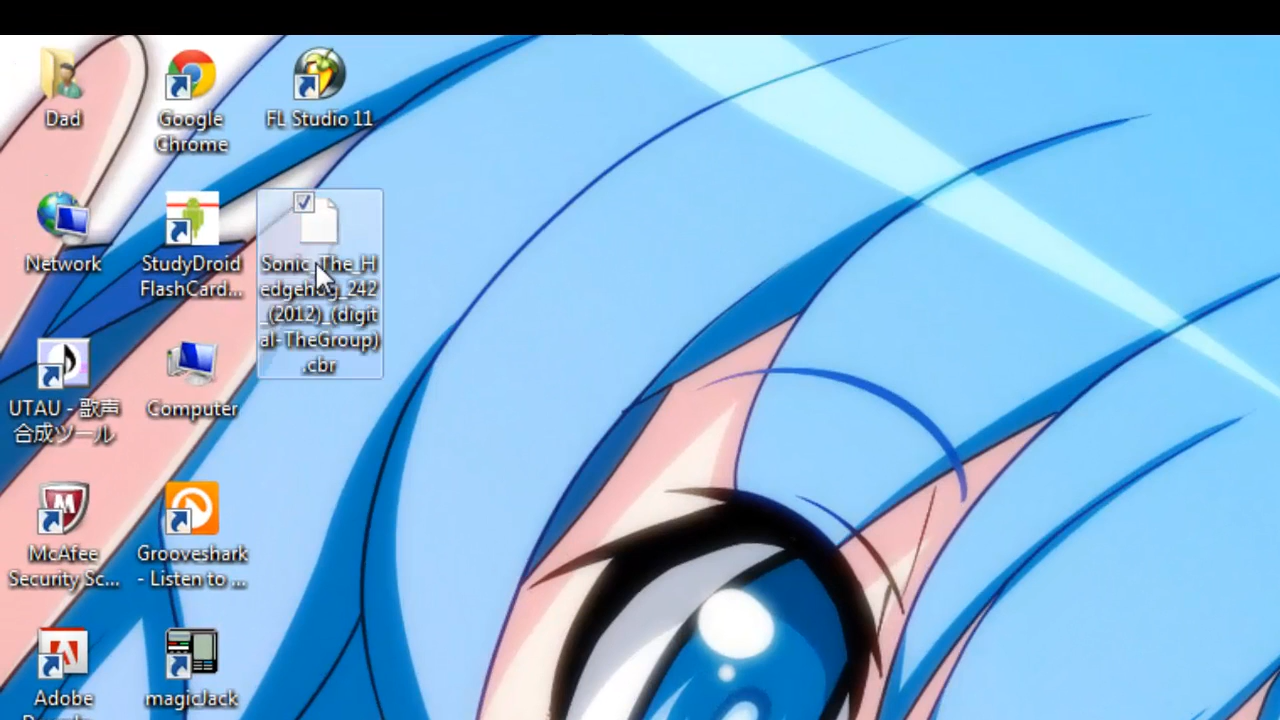 Dad
Google
Chrome
FL Studio 11
Network
StudyDroid
FlashCard...
Sonic_The_H
edgehog_242
_(2012)_(digit
al-TheGroup)
.cbr
UTAU - 歌声
合成ツール
Computer
McAfee
Security Sc...
Grooveshark
- Listen to ...
Adobe
magicJack